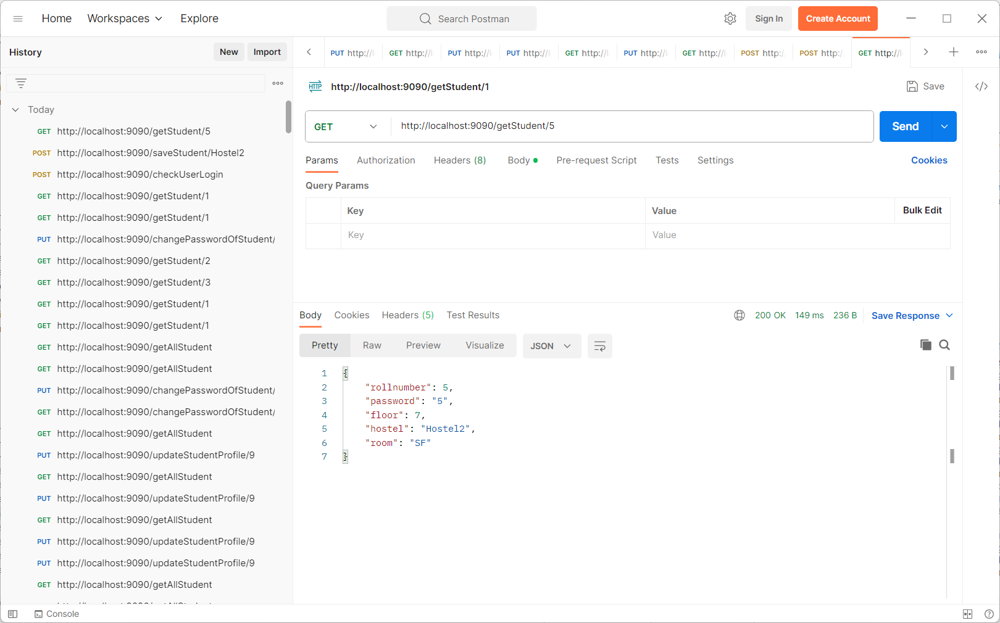 Home Workspaces Explore Search Postman Sign In Create Account
History New Import
PUT http:// GET http:// PUT http:// PUT http:// GET http:// PUT http:// GET http:// POST http:/ POST http:/ GET http://
HTTP http://localhost:9090/getStudent/1 Save
Today
GET http://localhost:9090/getStudent/5
POST http://localhost:9090/saveStudent/Hostel2
POST http://localhost:9090/checkUserLogin
GET http://localhost:9090/getStudent/1
GET http://localhost:9090/getStudent/1
PUT http://localhost:9090/changePasswordOfStudent/
GET http://localhost:9090/getStudent/2
GET http://localhost:9090/getStudent/3
GET http://localhost:9090/getStudent/1
GET http://localhost:9090/getStudent/1
GET http://localhost:9090/getAllStudent
GET http://localhost:9090/getAllStudent
PUT http://localhost:9090/changePasswordOfStudent/
GET http://localhost:9090/changePasswordOfStudent/
GET http://localhost:9090/getAllStudent
PUT http://localhost:9090/updateStudentProfile/9
GET http://localhost:9090/getAllStudent
PUT http://localhost:9090/updateStudentProfile/9
GET http://localhost:9090/getAllStudent
PUT http://localhost:9090/updateStudentProfile/9
PUT http://localhost:9090/updateStudentProfile/9
GET http://localhost:9090/getAllStudent
GET http://localhost:9090/getStudent/5 Send
Params Authorization Headers (8) Body Pre-request Script Tests Settings Cookies
Query Params
Key Value Bulk Edit
Key Value
Body Cookies Headers (5) Test Results 200 OK 149 ms 236 B Save Response
Pretty Raw Preview Visualize JSON
1 {
2 "rollnumber": 5,
3 "password": "5",
4 "floor": 7,
5 "hostel": "Hostel2",
6 "room": "SF"
7 }
Console